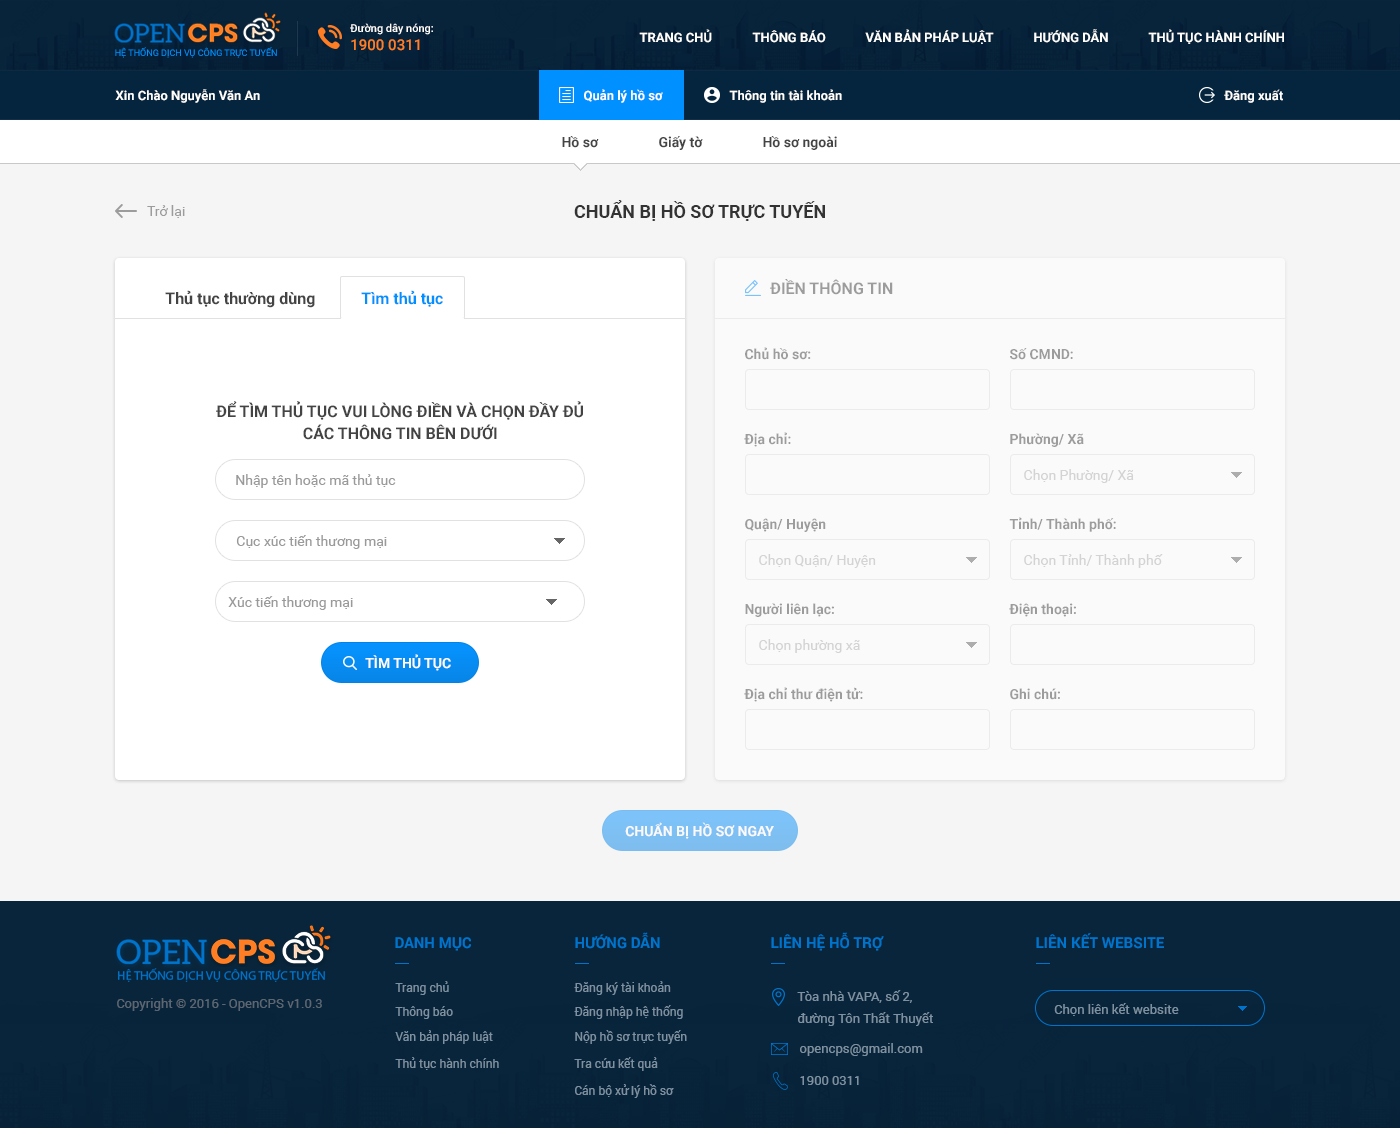 OPENCPS
HỆ THỐNG DỊCH VỤ CÔNG TRỰC TUYẾN
Đường dây nóng:
1900 0311
TRANG CHỦ
THÔNG BÁO
VĂN BẢN PHÁP LUẬT
HƯỚNG DẪN
THỦ TỤC HÀNH CHÍNH
Xin Chào Nguyễn Văn An
Quản lý hồ sơ
Thông tin tài khoản
Đăng xuất
Hồ sơ
Giấy tờ
Hồ sơ ngoài
Trở lại
CHUẨN BỊ HỒ SƠ TRỰC TUYẾN
Thủ tục thường dùng
Tìm thủ tục
ĐỂ TÌM THỦ TỤC VUI LÒNG ĐIỀN VÀ CHỌN ĐẦY ĐỦ
CÁC THÔNG TIN BÊN DƯỚI
Nhập tên hoặc mã thủ tục
Cục xúc tiến thương mại
Xúc tiến thương mại
TÌM THỦ TỤC
ĐIỀN THÔNG TIN
Chủ hồ sơ:
Số CMND:
Địa chỉ:
Phường/ Xã
Chọn Phường/ Xã
Quận/ Huyện
Tỉnh/ Thành phố:
Chọn Quận/ Huyện
Chọn Tỉnh/ Thành phố
Người liên lạc:
Điện thoại:
Chọn phường xã
Địa chỉ thư điện tử:
Ghi chú:
CHUẨN BỊ HỒ SƠ NGAY
OPENCPS
HỆ THỐNG DỊCH VỤ CÔNG TRỰC TUYẾN
Copyright © 2016 - OpenCPS v1.0.3
DANH MỤC
Trang chủ
Thông báo
Văn bản pháp luật
Thủ tục hành chính
HƯỚNG DẪN
Đăng ký tài khoản
Đăng nhập hệ thống
Nộp hồ sơ trực tuyến
Tra cứu kết quả
Cán bộ xử lý hồ sơ
LIÊN HỆ HỖ TRỢ
Tòa nhà VAPA, số 2,
đường Tôn Thất Thuyết
opencps@gmail.com
1900 0311
LIÊN KẾT WEBSITE
Chọn liên kết website